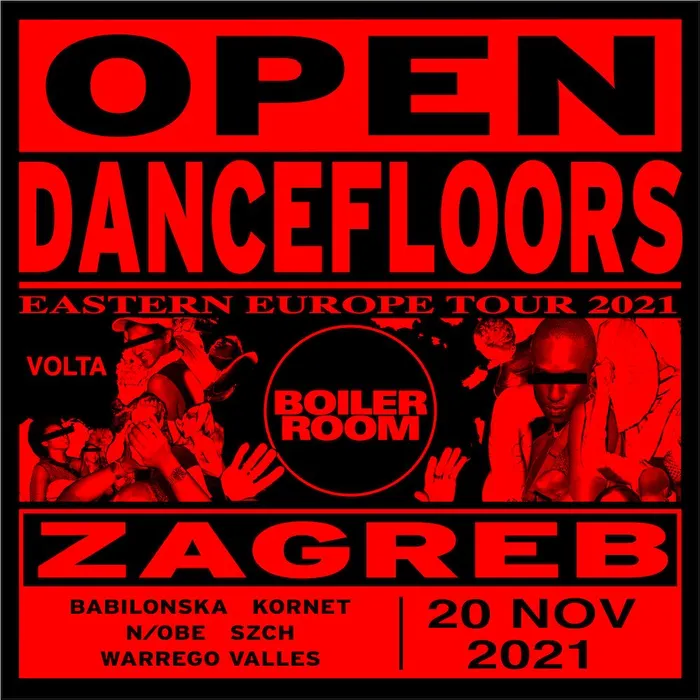 OPEN
DANCEFLOORS
EASTERN EUROPE TOUR 2021
VOLTA
BOILER
ROOM
ZAGREB
BABILONSKA KORNET
N/OBE SZCH
WARREGO VALLES
20 NOV
2021